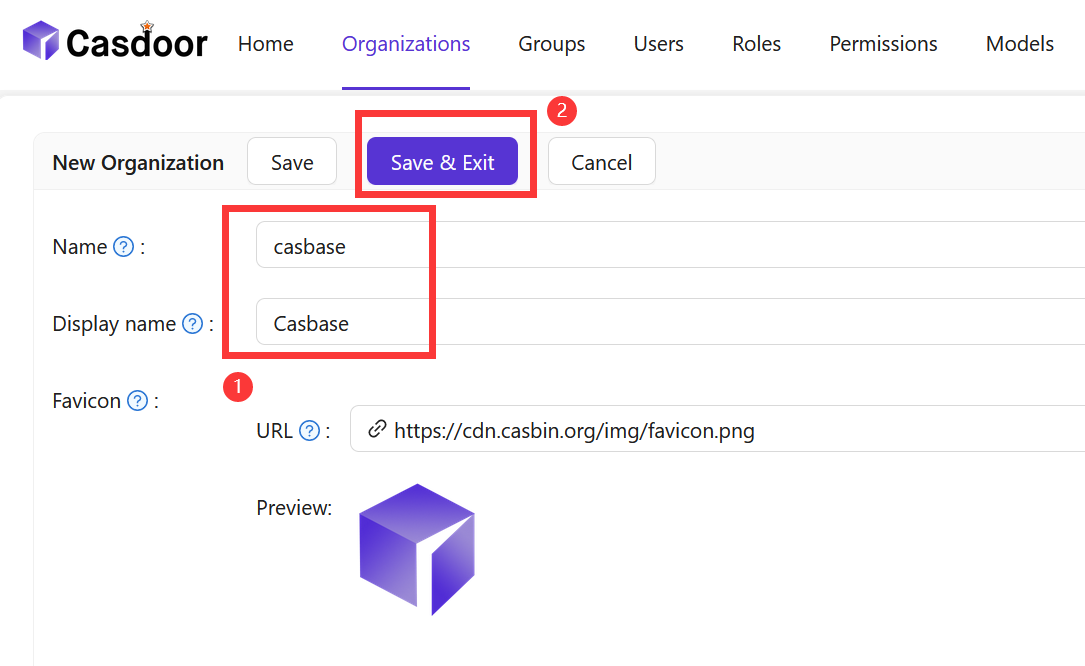 Casdoor Home Organizations Groups Users Roles Permissions Models
2
New Organization Save Save & Exit Cancel
Name ? : casbase
Display name ? : Casbase
1
Favicon ? :
URL ? : https://cdn.casbin.org/img/favicon.png
Preview: